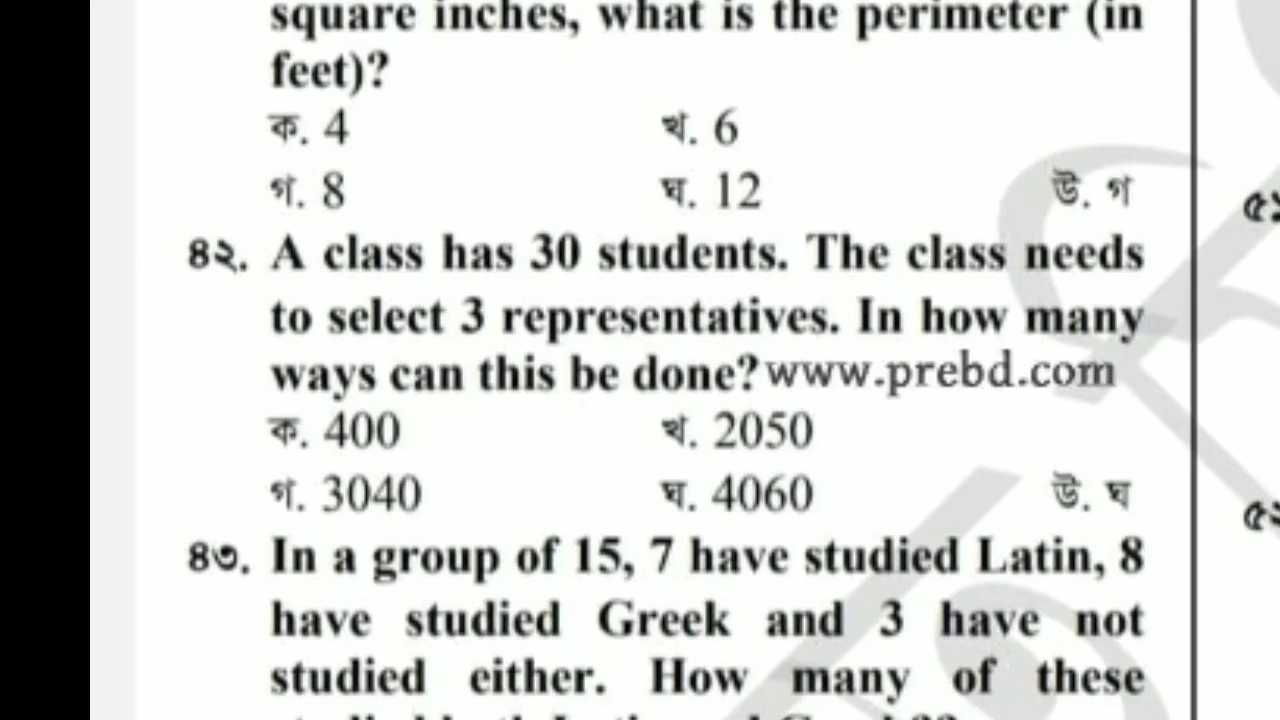 square inches, what is the perimeter (in
feet)?
ক. 4 খ. 6
গ. 8 ঘ. 12 উ. গ
৪২. A class has 30 students. The class needs
to select 3 representatives. In how many
ways can this be done? www.prebd.com
ক. 400 খ. 2050
গ. 3040 ঘ. 4060 উ. ঘ
৪৩. In a group of 15, 7 have studied Latin, 8
have studied Greek and 3 have not
studied either. How many of these